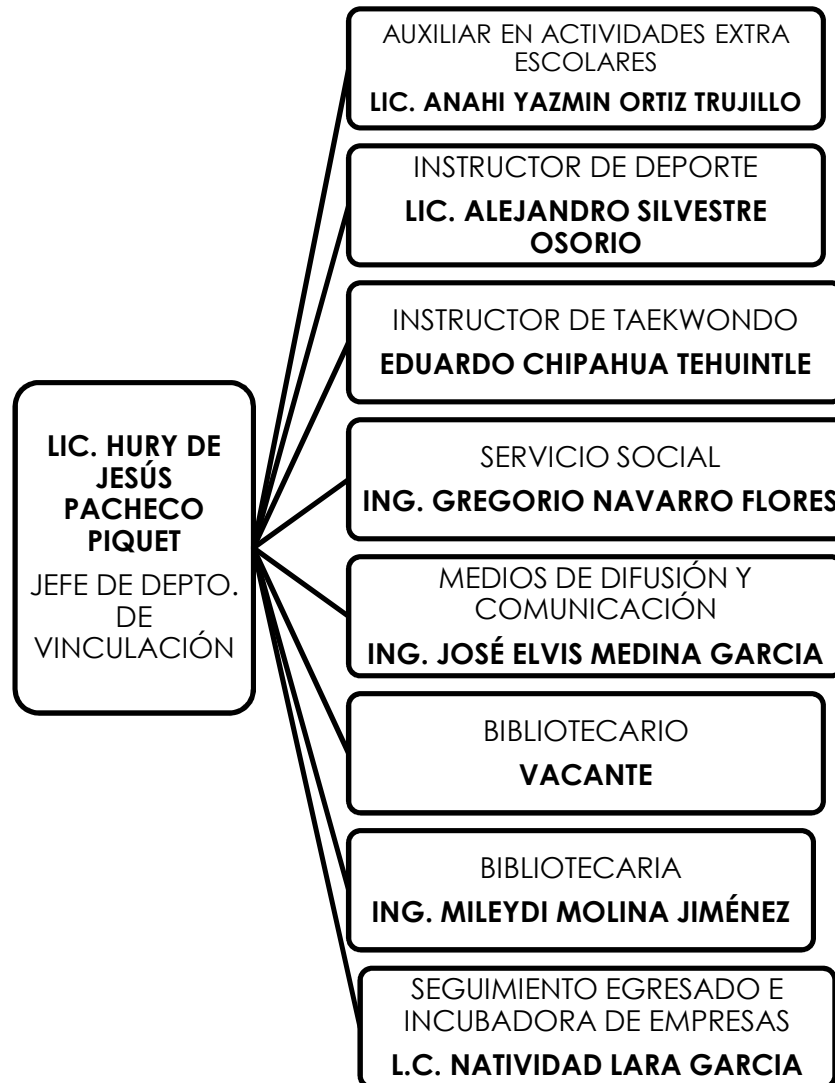 AUXILIAR EN ACTIVIDADES EXTRA
ESCOLARES
LIC. ANAHI YAZMIN ORTIZ TRUJILLO
INSTRUCTOR DE DEPORTE
LIC. ALEJANDRO SILVESTRE
OSORIO
INSTRUCTOR DE TAEKWONDO
EDUARDO CHIPAHUA TEHUINTLE
LIC. HURY DE
JESÚS
PACHECO
PIQUET
JEFE DE DEPTO.
DE
VINCULACIÓN
SERVICIO SOCIAL
ING. GREGORIO NAVARRO FLORES
MEDIOS DE DIFUSIÓN Y
COMUNICACIÓN
ING. JOSÉ ELVIS MEDINA GARCIA
BIBLIOTECARIO
VACANTE
BIBLIOTECARIA
ING. MILEYDI MOLINA JIMÉNEZ
SEGUIMIENTO EGRESADO E
INCUBADORA DE EMPRESAS
L.C. NATIVIDAD LARA GARCIA